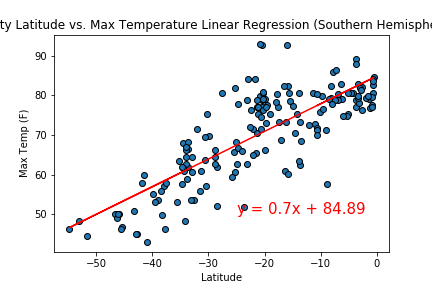 ty Latitude vs. Max Temperature Linear Regression (Southern Hemisphe
90
80
70
60
50
Max Temp (F)
y = 0.7x + 84.89
−50 −40 −30 −20 −10 0
Latitude